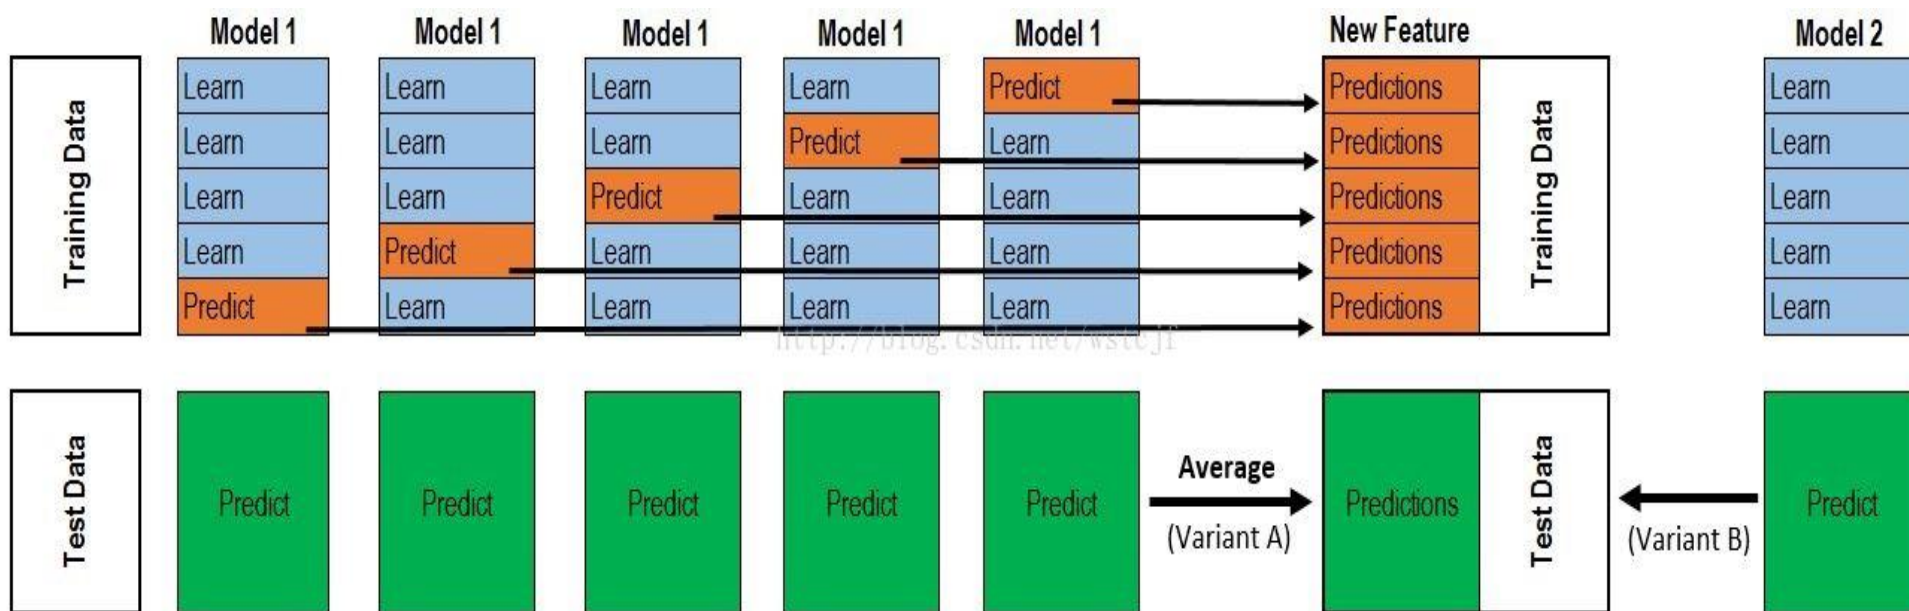 Model 1
Model 1
Model 1
Model 1
Model 1
New Feature
Model 2
Training Data
Learn
Learn
Learn
Learn
Predict
Predictions
Training Data
Learn
Learn
Learn
Learn
Predict
Learn
Predictions
Learn
Learn
Learn
Predict
Learn
Learn
Predictions
Learn
Learn
Predict
Learn
Learn
Learn
Predictions
Learn
Predict
Learn
Learn
Learn
Learn
Predictions
Learn
http://blog.csdn.net/wstcjf
Test Data
Predict
Predict
Predict
Predict
Predict
Average
(Variant A)
Predictions
Test Data
(Variant B)
Predict